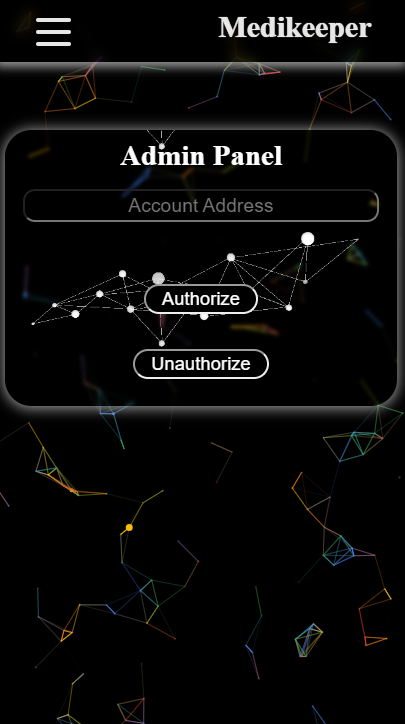 Medikeeper
Admin Panel
Account Address
Authorize
Unauthorize